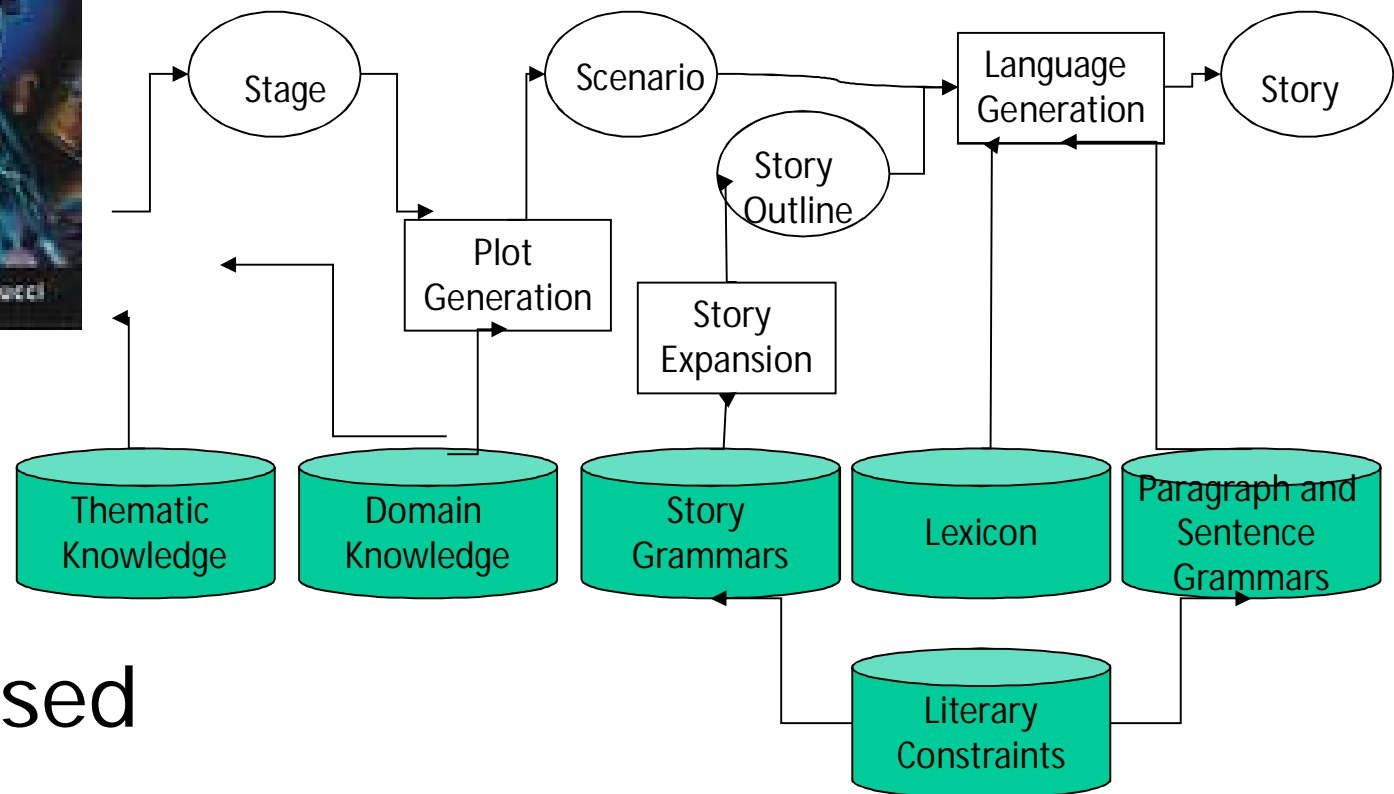 Stage
Scenario
Language
Generation
Story
Story
Outline
Plot
Generation
ucci
Story
Expansion
Thematic
Knowledge
Domain
Knowledge
Story
Grammars
Lexicon
Paragraph and
Sentence
Grammars
sed
Literary
Constraints